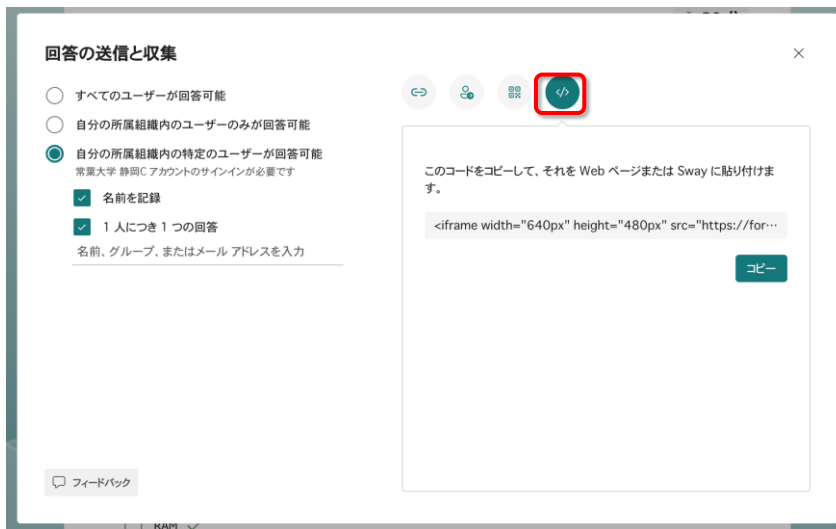 回答の送信と収集
すべてのユーザーが回答可能
自分の所属組織内のユーザーのみが回答可能
自分の所属組織内の特定のユーザーが回答可能
常葉大学 静岡C アカウントのサインインが必要です
名前を記録
1 人につき 1 つの回答
名前、グループ、またはメール アドレスを入力
このコードをコピーして、それを Web ページまたは Sway に貼り付けま
す。
<iframe width="640px" height="480px" src="https://for…
コピー
フィードバック
RAM